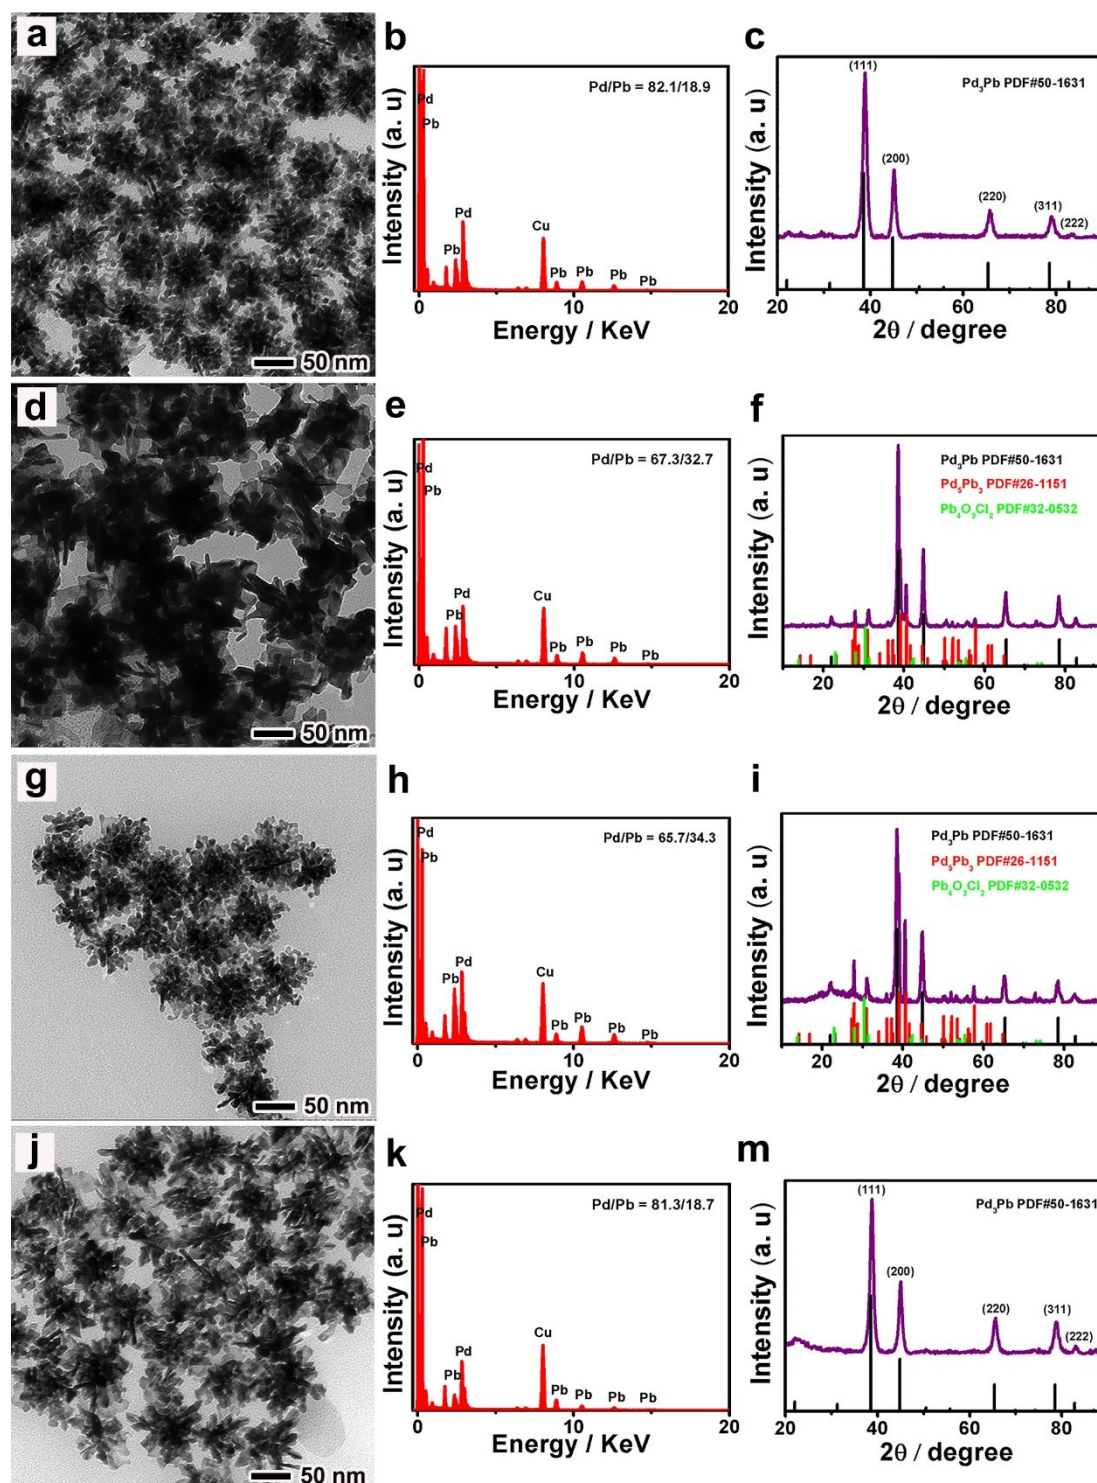 a
50 nm
b
Intensity (a. u)
Pd/Pb = 82.1/18.9
Pd
Pb
Pd
Pb
Cu
Pb
Pb
Pb
Pb
0
10
20
Energy / KeV
c
Intensity (a. u)
Pd₃Pb PDF#50-1631
(111)
(200)
(220)
(311)
(222)
20
40
60
80
2θ / degree
d
50 nm
e
Intensity (a. u)
Pd/Pb = 67.3/32.7
Pd
Pb
Pd
Pb
Cu
Pb
Pb
Pb
Pb
0
10
20
Energy / KeV
f
Intensity (a. u)
Pd₃Pb PDF#50-1631
Pd₅Pb₃ PDF#26-1151
Pb₄O₃Cl₂ PDF#32-0532
20
40
60
80
2θ / degree
g
50 nm
h
Intensity (a. u)
Pd/Pb = 65.7/34.3
Pd
Pb
Pd
Pb
Cu
Pb
Pb
Pb
Pb
0
10
20
Energy / KeV
i
Intensity (a. u)
Pd₃Pb PDF#50-1631
Pd₅Pb₃ PDF#26-1151
Pb₄O₃Cl₂ PDF#32-0532
10
20
40
60
80
2θ / degree
j
50 nm
k
Intensity (a. u)
Pd/Pb = 81.3/18.7
Pd
Pb
Pd
Pb
Cu
Pb
Pb
Pb
Pb
0
10
20
Energy / KeV
m
Intensity (a. u)
Pd₃Pb PDF#50-1631
(111)
(200)
(220)
(311)
(222)
20
40
60
80
2θ / degree